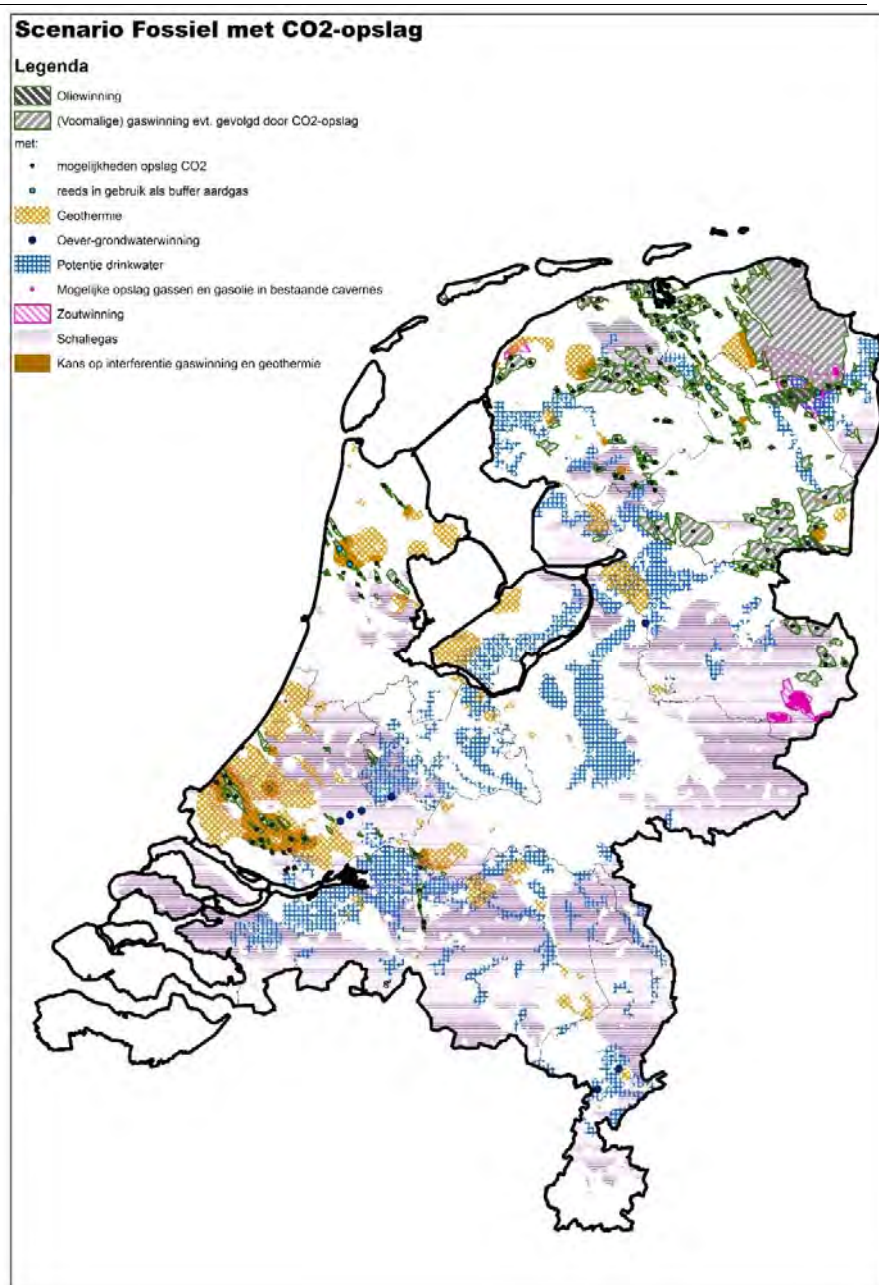 Scenario Fossiel met CO2-opslag
Legenda
Oliewinning
(Voormalige) gaswinning evt. gevolgd door CO2-opslag
met:
mogelijkheden opslag CO2
reeds in gebruik als buffer aardgas
Geothermie
Oever-grondwaterwinning
Potentie drinkwater
Mogelijke opslag gassen en gasolie in bestaande cavernes
Zoutwinning
Schaliegas
Kans op interferentie gaswinning en geothermie